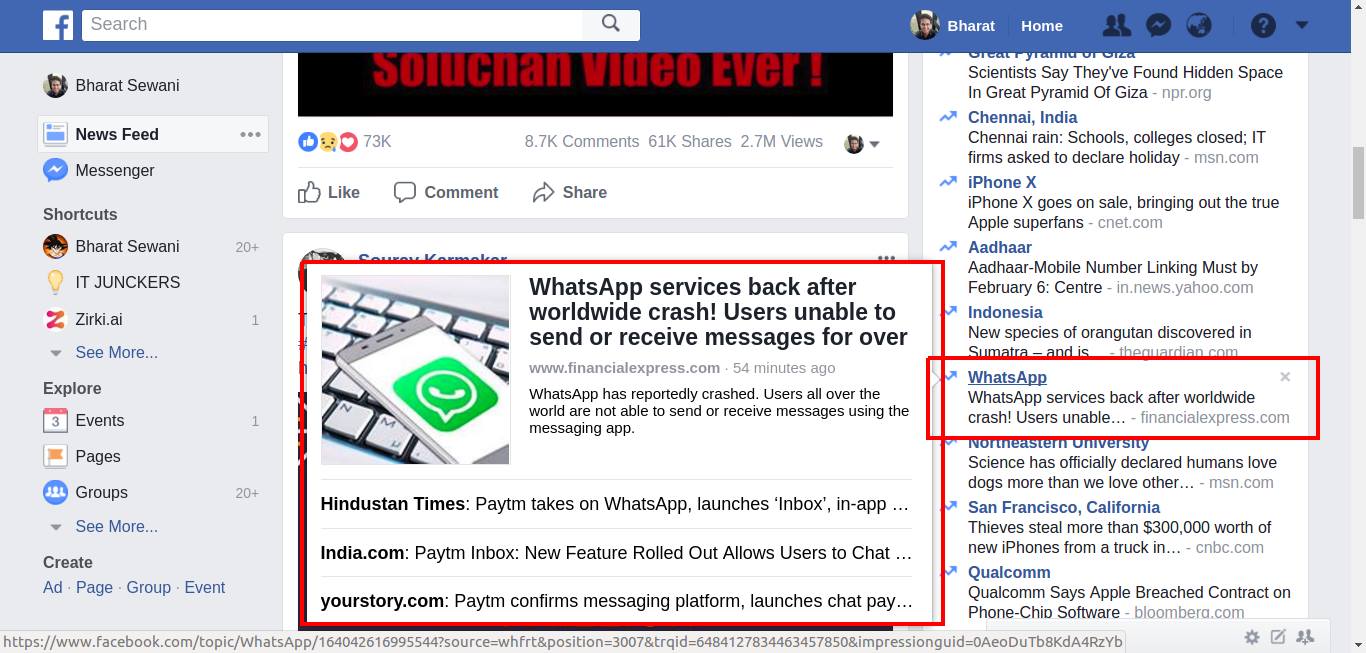 f
Search
Bharat
Home
Bharat Sewani
News Feed
Messenger
Shortcuts
Bharat Sewani 20+
IT JUNCKERS
Zirki.ai 1
See More...
Explore
3
Events 1
Pages
Groups 20+
See More...
Create
Ad · Page · Group · Event
Soluchan Video Ever !
73K
8.7K Comments 61K Shares 2.7M Views
Like Comment Share
Sourav Karmakar
WhatsApp services back after
worldwide crash! Users unable to
send or receive messages for over
www.financialexpress.com · 54 minutes ago
WhatsApp has reportedly crashed. Users all over the
world are not able to send or receive messages using the
messaging app.
Hindustan Times: Paytm takes on WhatsApp, launches ‘Inbox’, in-app …
India.com: Paytm Inbox: New Feature Rolled Out Allows Users to Chat …
yourstory.com: Paytm confirms messaging platform, launches chat pay…
Great Pyramid of Giza
Scientists Say They've Found Hidden Space
In Great Pyramid Of Giza - npr.org
Chennai, India
Chennai rain: Schools, colleges closed; IT
firms asked to declare holiday - msn.com
iPhone X
iPhone X goes on sale, bringing out the true
Apple superfans - cnet.com
Aadhaar
Aadhaar-Mobile Number Linking Must by
February 6: Centre - in.news.yahoo.com
Indonesia
New species of orangutan discovered in
Sumatra – and is… - theguardian.com
WhatsApp
WhatsApp services back after worldwide
crash! Users unable… - financialexpress.com
Northeastern University
Science has officially declared humans love
dogs more than we love other… - msn.com
San Francisco, California
Thieves steal more than $300,000 worth of
new iPhones from a truck in… - cnbc.com
Qualcomm
Qualcomm Says Apple Breached Contract on
Phone-Chip Software - bloomberg.com
https://www.facebook.com/topic/WhatsApp/164042616995544?source=whfrt&position=3007&trqid=6484127834463457850&impressionguid=0AeoDuTb8KdA4RzYb